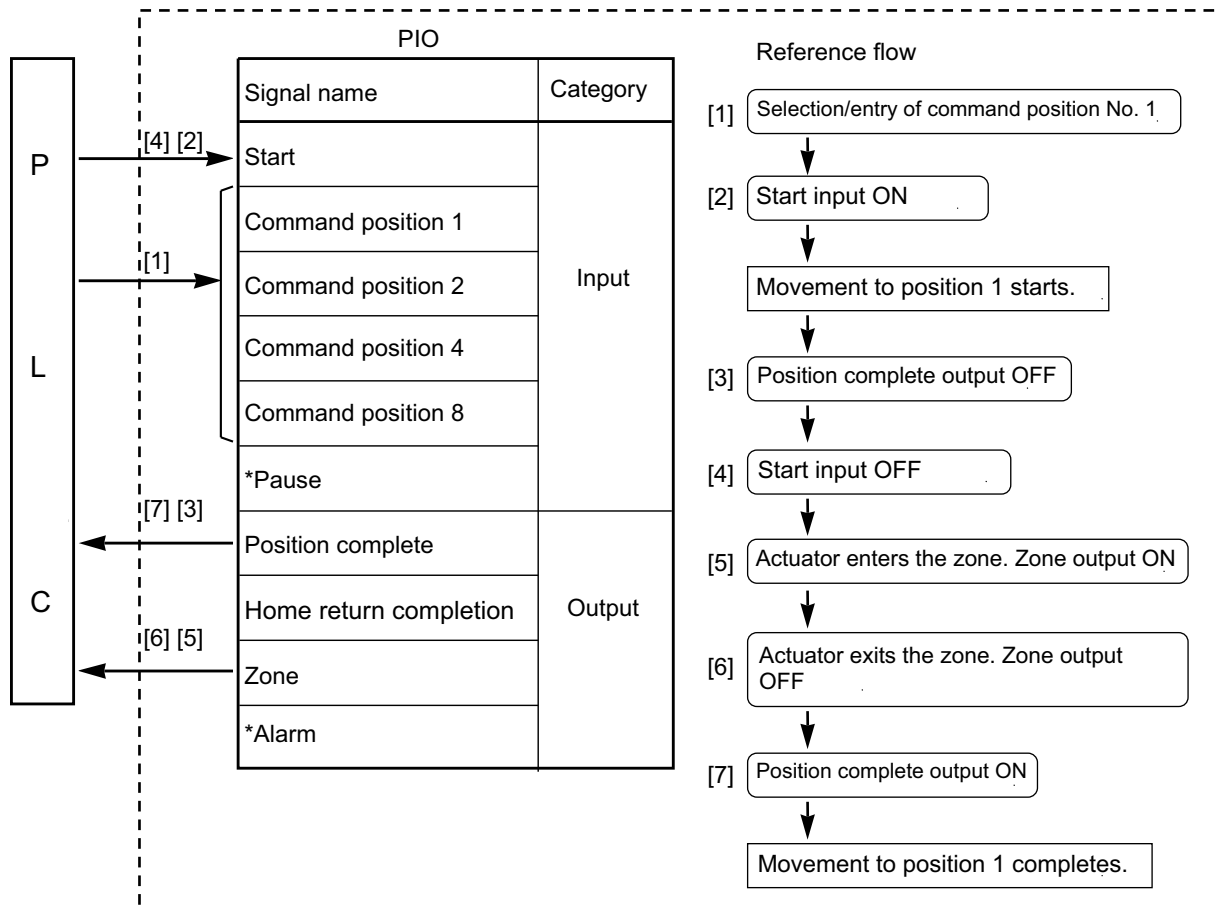 PIO
Signal name
Category
P
L
C
[4] [2]
Start
Command position 1
[1]
Command position 2
Input
Command position 4
Command position 8
*Pause
[7] [3]
Position complete
Home return completion
Output
[6] [5]
Zone
*Alarm
Reference flow
[1] Selection/entry of command position No. 1
[2] Start input ON
Movement to position 1 starts.
[3] Position complete output OFF
[4] Start input OFF
[5] Actuator enters the zone. Zone output ON
[6] Actuator exits the zone. Zone output
OFF
[7] Position complete output ON
Movement to position 1 completes.